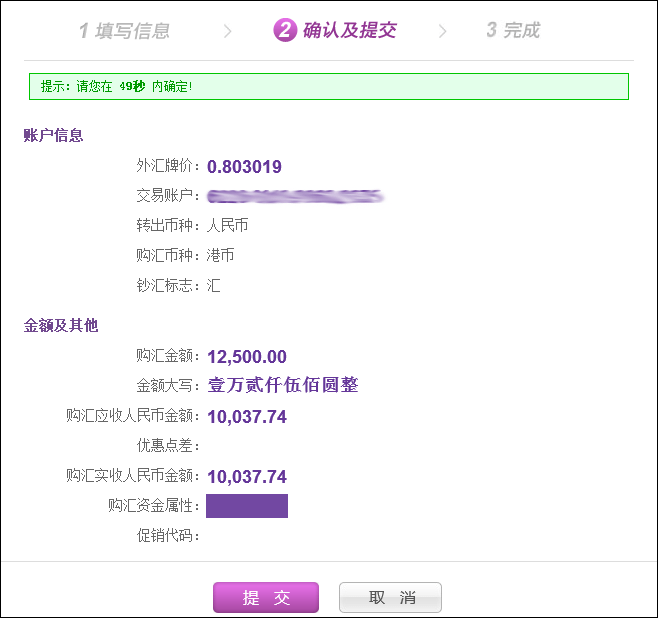 1 填写信息 2 确认及提交 3 完成
提示：请您在 49秒 内确定!
账户信息
外汇牌价： 0.803019
交易账户：
转出币种： 人民币
购汇币种： 港币
钞汇标志： 汇
金额及其他
购汇金额： 12,500.00
金额大写： 壹万贰仟伍佰圆整
购汇应收人民币金额： 10,037.74
优惠点差：
购汇实收人民币金额： 10,037.74
购汇资金属性：
促销代码：
提 交 取 消